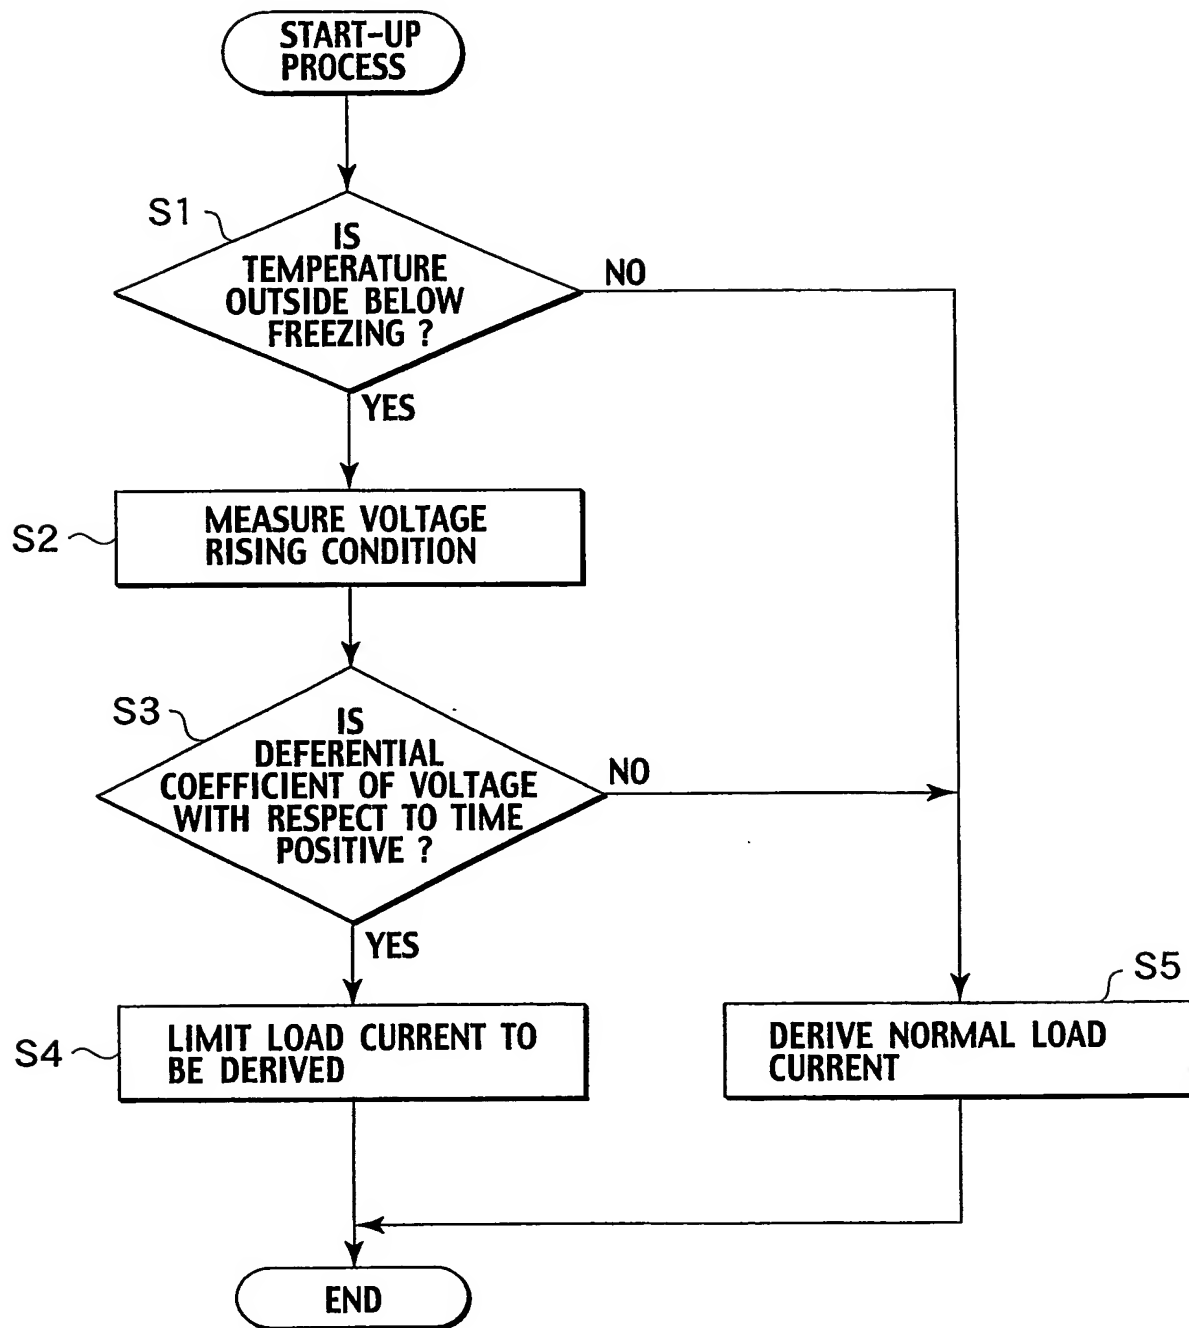 START-UP
PROCESS
S1
IS
TEMPERATURE
OUTSIDE BELOW
FREEZING ?
NO
YES
S2
MEASURE VOLTAGE
RISING CONDITION
S3
IS
DEFERENTIAL
COEFFICIENT OF VOLTAGE
WITH RESPECT TO TIME
POSITIVE ?
NO
YES
S4
LIMIT LOAD CURRENT TO
BE DERIVED
S5
DERIVE NORMAL LOAD
CURRENT
END